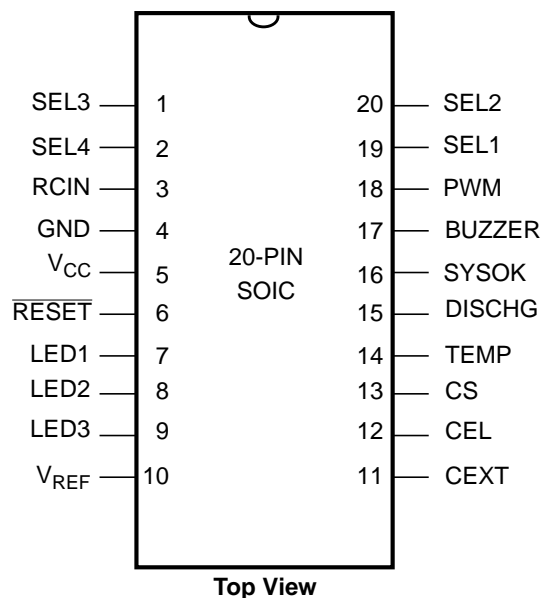 SEL3 1 20 SEL2
SEL4 2 19 SEL1
RCIN 3 18 PWM
GND 4 17 BUZZER
VCC 5 16 SYSOK
RESET 6 15 DISCHG
LED1 7 14 TEMP
LED2 8 13 CS
LED3 9 12 CEL
VREF 10 11 CEXT
20-PIN
SOIC
Top View